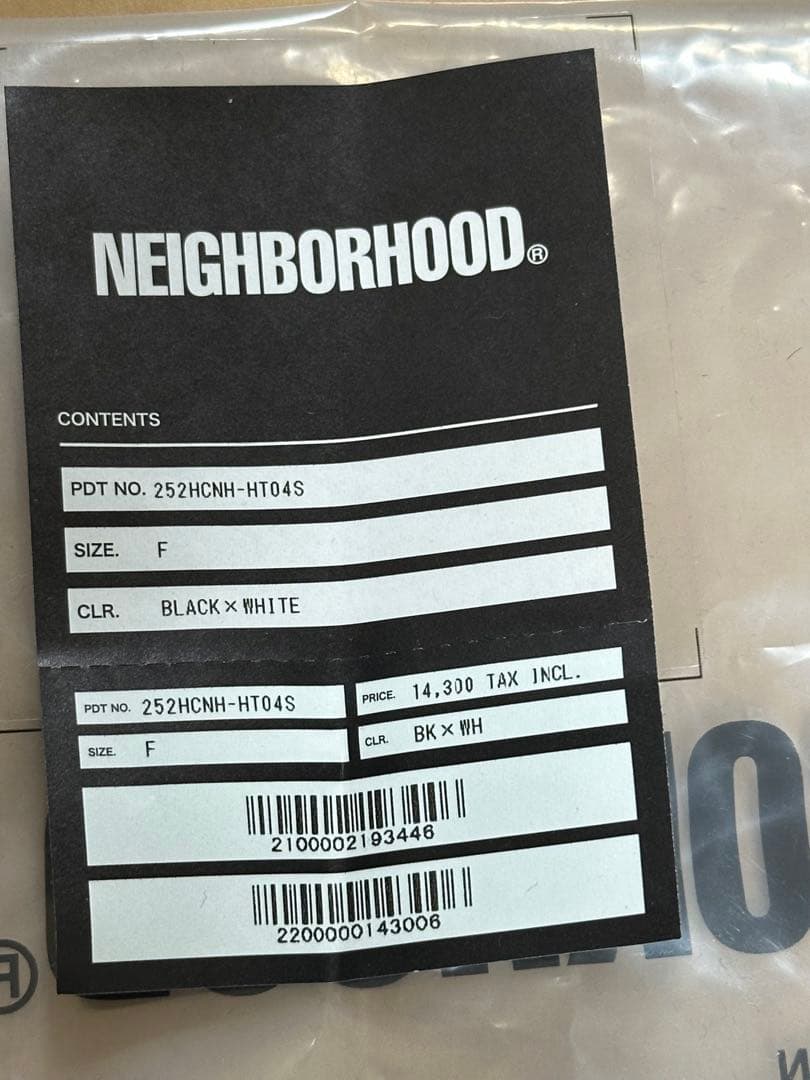 NEIGHBORHOOD®
CONTENTS
PDT NO. 252HCNH-HT04S
SIZE. F
CLR. BLACK×WHITE
PDT NO. 252HCNH-HT04S
PRICE. 14,300 TAX INCL.
SIZE. F
CLR. BK×WH
2100002193446
2200000143006